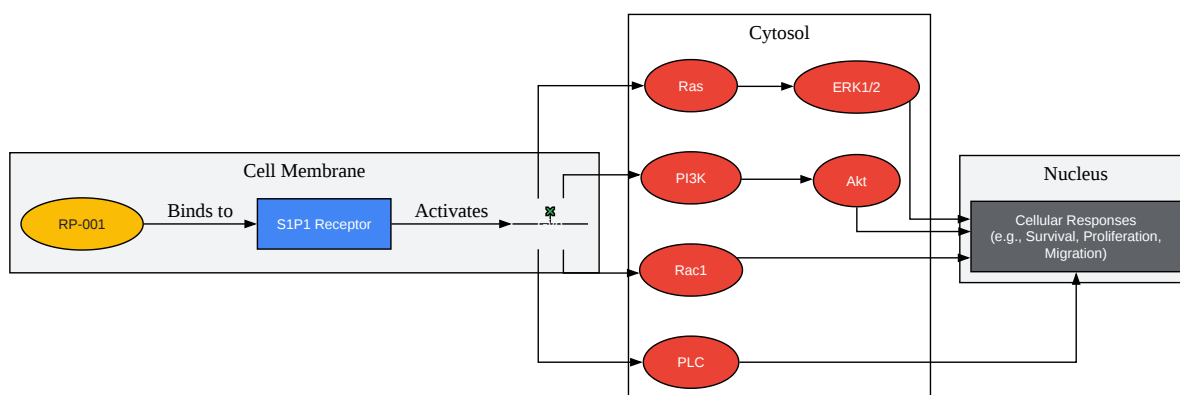 Cytosol
Ras
ERK1/2
Cell Membrane
Nucleus
PI3K
Akt
RP-001
Binds to
S1P1 Receptor
Activates
Cellular Responses
(e.g., Survival, Proliferation,
Migration)
Rac1
PLC